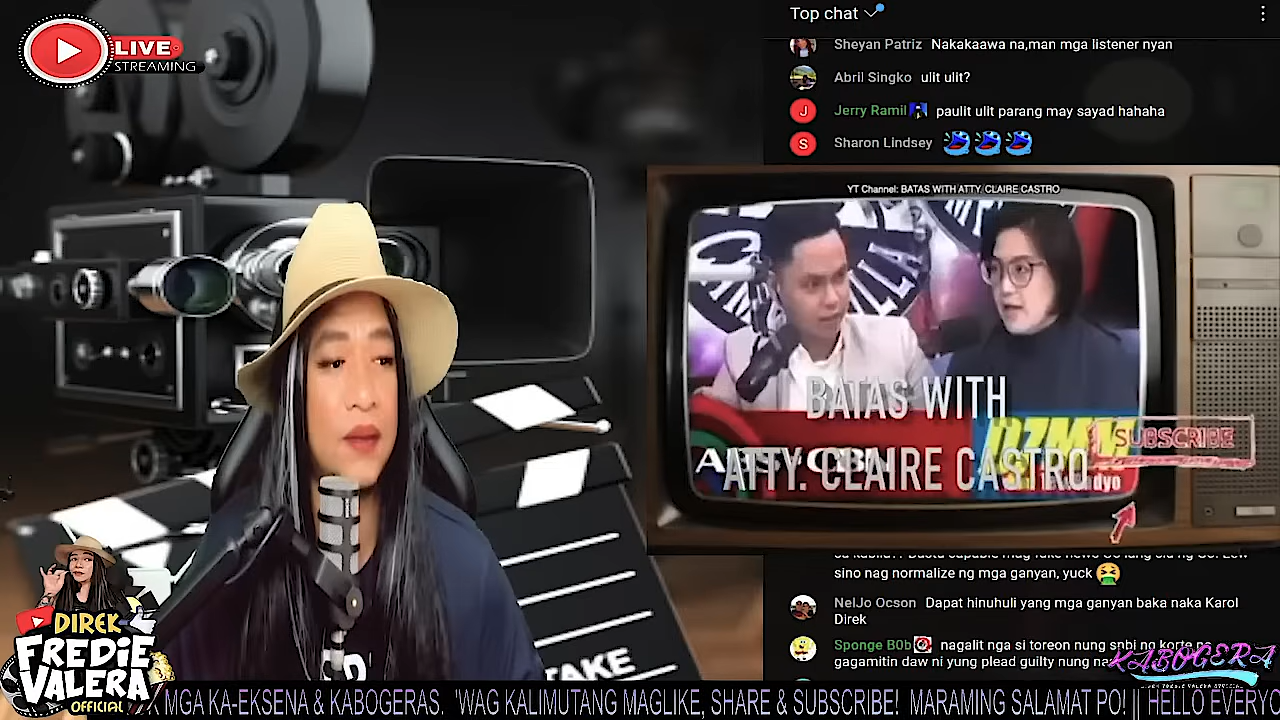 LIVE
STREAMING
Top chat
Sheyan Patriz Nakakaawa na,man mga listener nyan
Abril Singko ulit ulit?
J
Jerry Ramil paulit ulit parang may sayad hahaha
S
Sharon Lindsey
YT Channel: BATAS WITH ATTY. CLAIRE CASTRO
BATAS WITH
ATTY. CLAIRE CASTRO
DZMM
SUBSCRIBE
sino nag normalize ng mga ganyan, yuck
NelJo Ocson Dapat hinuhuli yang mga ganyan baka naka Karol
Direk
Sponge B0b nagalit nga si toreon nung snbi ng korte na
gagamitin daw ni yung plead guilty nung
KABOGERA
DIREK
FREDIE
VALERA
OFFICIAL
TAKE
MGA KA-EKSENA & KABOGERAS. 'WAG KALIMUTANG MAGLIKE, SHARE & SUBSCRIBE! MARAMING SALAMAT PO! || HELLO EVERYO